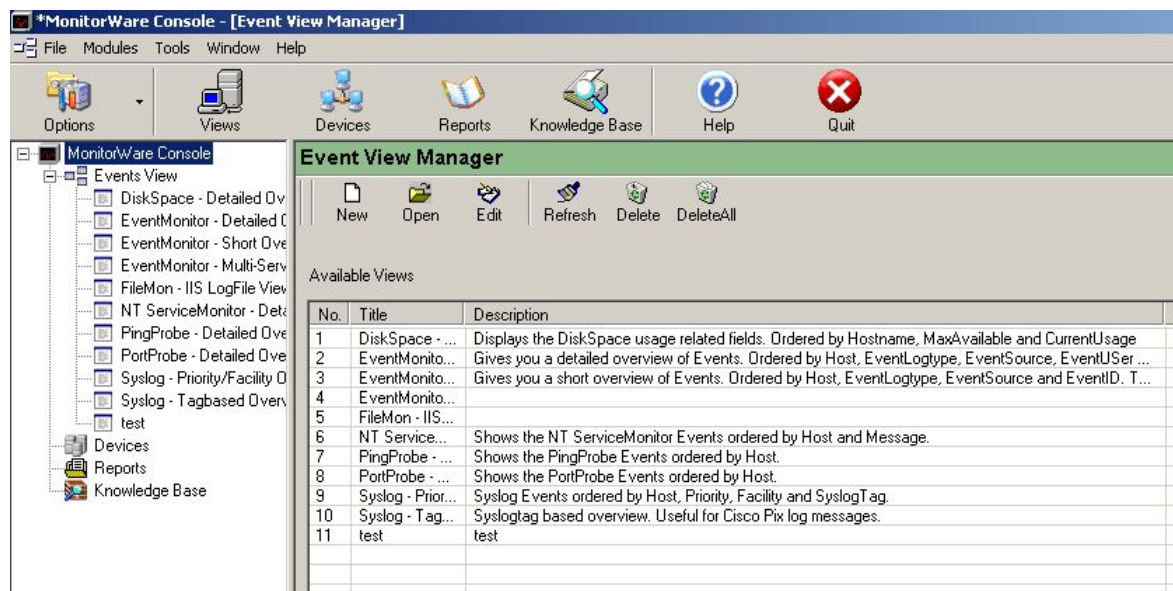 *MonitorWare Console - [Event View Manager]
File Modules Tools Window Help
Options Views Devices Reports Knowledge Base Help Quit
MonitorWare Console
Events View
DiskSpace - Detailed Ov
EventMonitor - Detailed O
EventMonitor - Short Ove
EventMonitor - Multi-Serv
FileMon - IIS LogFile View
NT ServiceMonitor - Deta
PingProbe - Detailed Ove
PortProbe - Detailed Ove
Syslog - Priority/Facility O
Syslog - Tagbased Overv
test
Devices
Reports
Knowledge Base
Event View Manager
New Open Edit Refresh Delete DeleteAll
Available Views
No. Title Description
1 DiskSpace - ... Displays the DiskSpace usage related fields. Ordered by Hostname, MaxAvailable and CurrentUsage
2 EventMonito... Gives you a detailed overview of Events. Ordered by Host, EventLogtype, EventSource, EventUSer ...
3 EventMonito... Gives you a short overview of Events. Ordered by Host, EventLogtype, EventSource and EventID. T...
4 EventMonito...
5 FileMon - IIS...
6 NT Service... Shows the NT ServiceMonitor Events ordered by Host and Message.
7 PingProbe - ... Shows the PingProbe Events ordered by Host.
8 PortProbe - ... Shows the PortProbe Events ordered by Host.
9 Syslog - Prior... Syslog Events ordered by Host, Priority, Facility and SyslogTag.
10 Syslog - Tag... Syslogtag based overview. Useful for Cisco Pix log messages.
11 test test